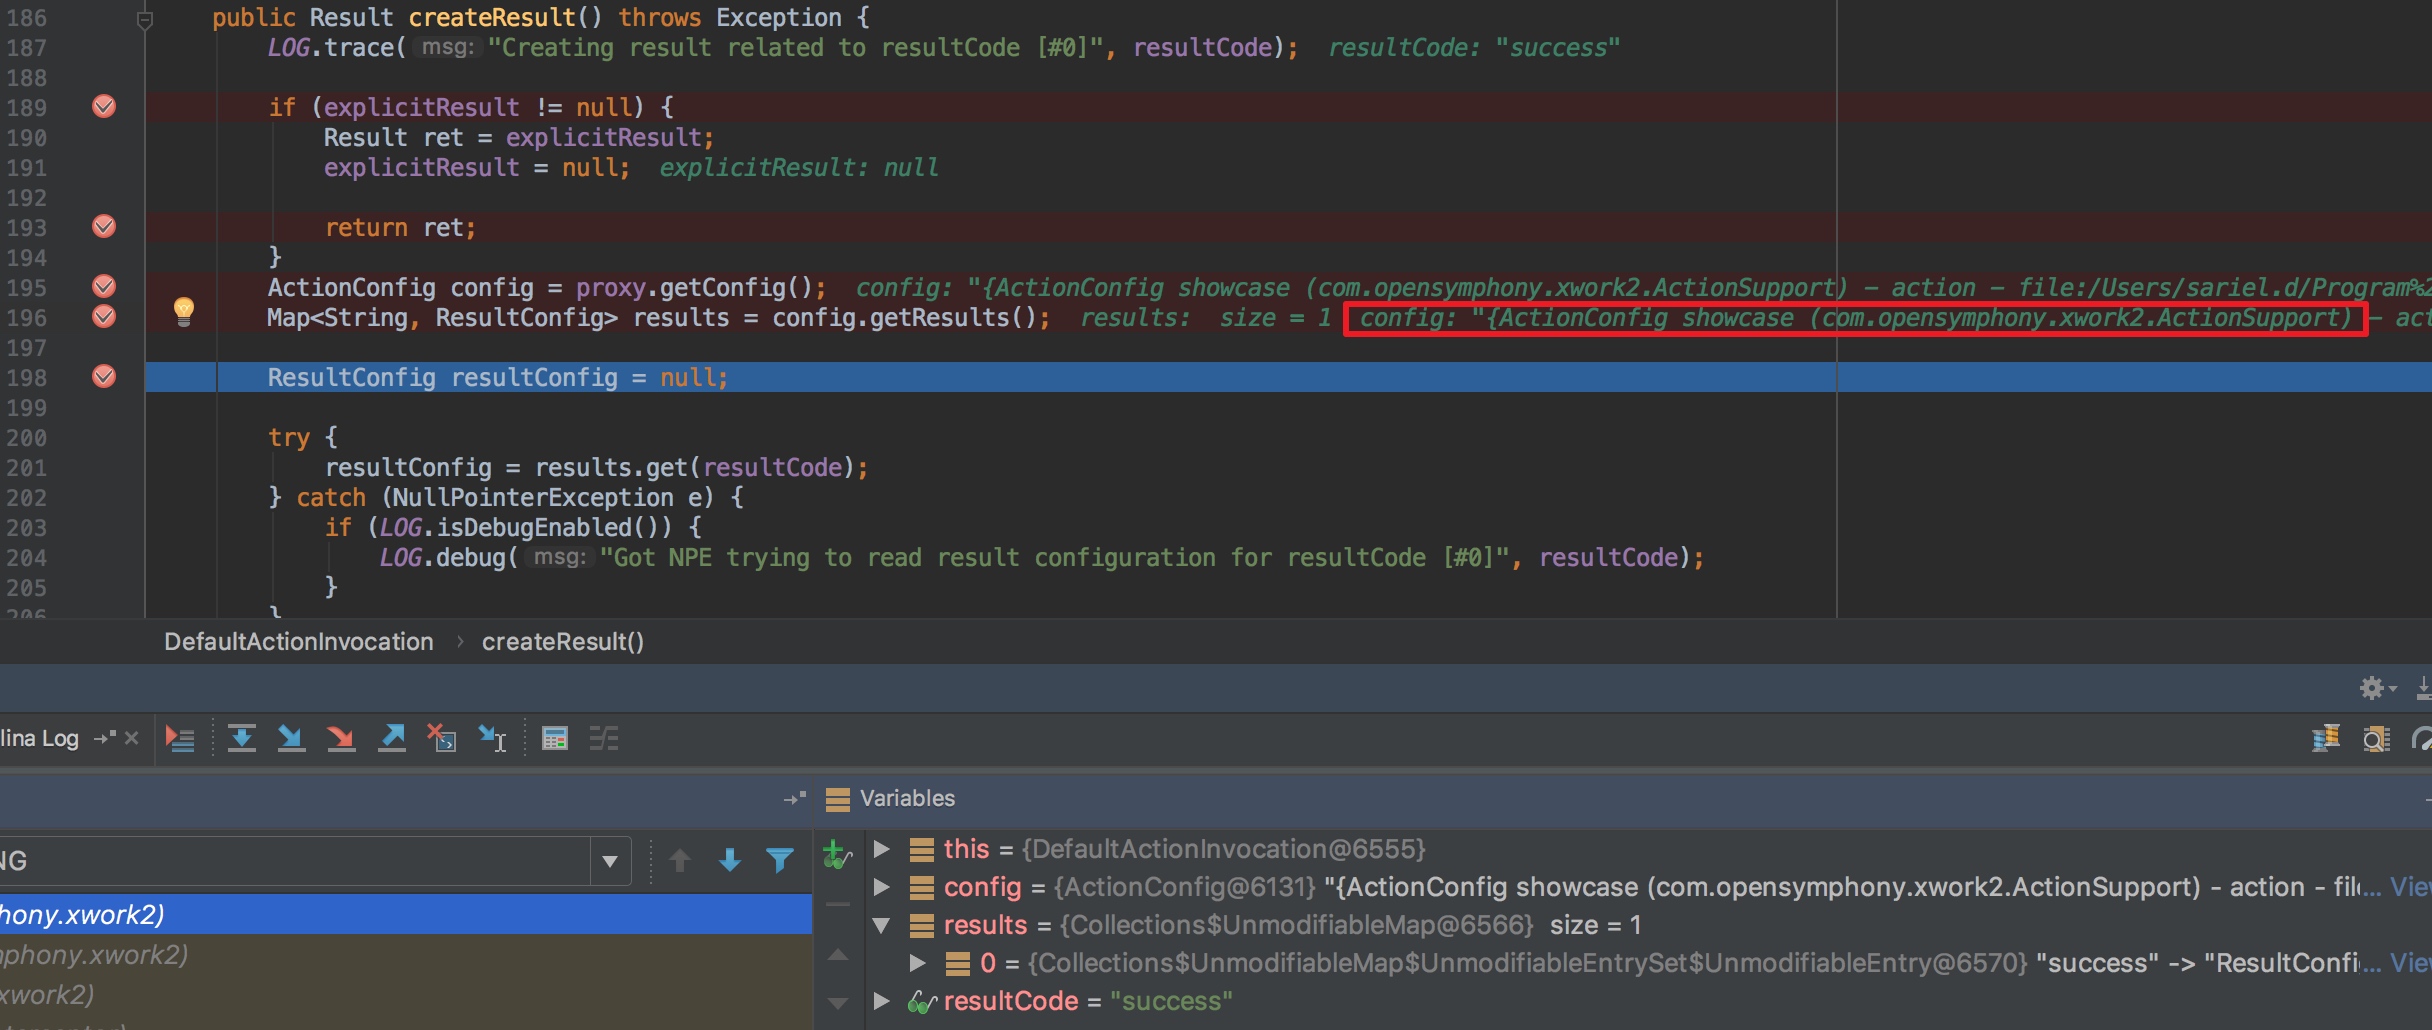 186 public Result createResult() throws Exception {
187 LOG.trace( msg: "Creating result related to resultCode [#0]", resultCode); resultCode: "success"
188
189 if (explicitResult != null) {
190 Result ret = explicitResult;
191 explicitResult = null; explicitResult: null
192
193 return ret;
194 }
195 ActionConfig config = proxy.getConfig(); config: "{ActionConfig showcase (com.opensymphony.xwork2.ActionSupport) - action - file:/Users/sariel.d/Program%2
196 Map<String, ResultConfig> results = config.getResults(); results: size = 1 config: "{ActionConfig showcase (com.opensymphony.xwork2.ActionSupport) - act
197
198 ResultConfig resultConfig = null;
199
200 try {
201 resultConfig = results.get(resultCode);
202 } catch (NullPointerException e) {
203 if (LOG.isDebugEnabled()) {
204 LOG.debug( msg: "Got NPE trying to read result configuration for resultCode [#0]", resultCode);
205 }
206 }
DefaultActionInvocation › createResult()
lina Log
Variables
NG
hony.xwork2)
mphony.xwork2)
xwork2)
this = {DefaultActionInvocation@6555}
config = {ActionConfig@6131} "{ActionConfig showcase (com.opensymphony.xwork2.ActionSupport) - action - fil... View
results = {Collections$UnmodifiableMap@6566} size = 1
0 = {Collections$UnmodifiableMap$UnmodifiableEntrySet$UnmodifiableEntry@6570} "success" -> "ResultConfi... View
resultCode = "success"